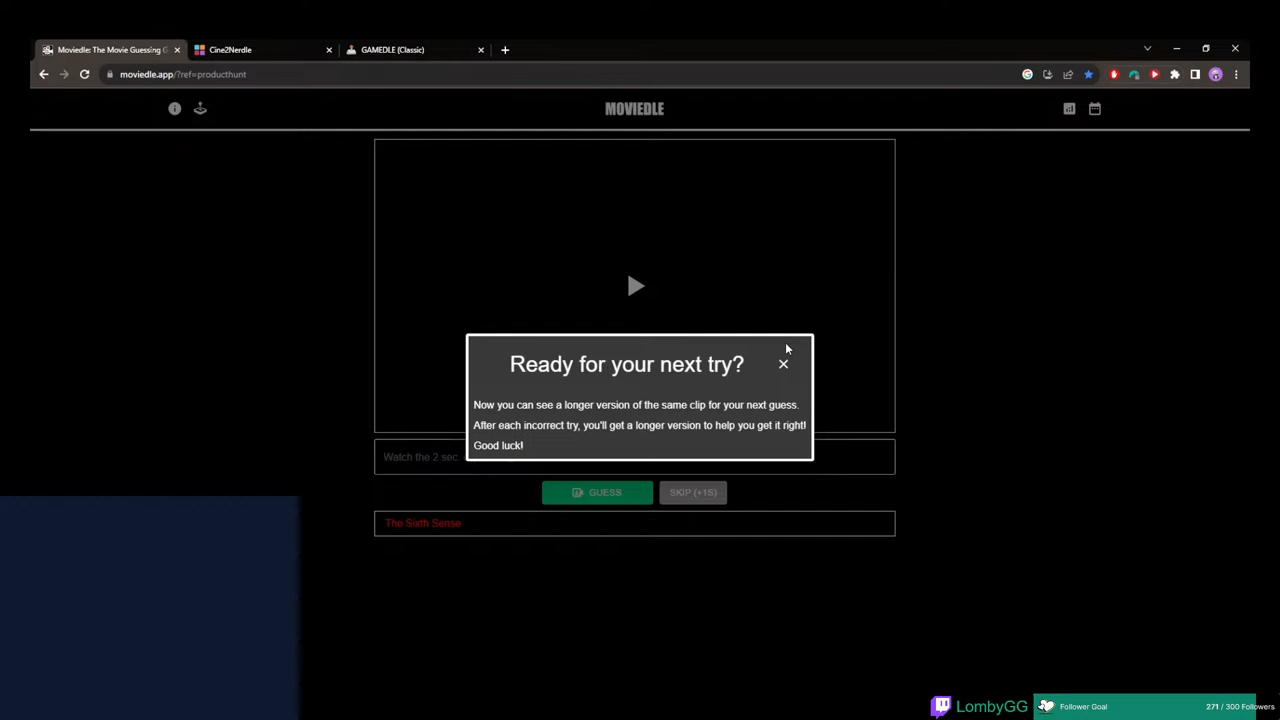 Moviedle: The Movie Guessing G
Cine2Nerdle
GAMEDLE (Classic)
moviedle.app/?ref=producthunt
MOVIEDLE
Ready for your next try?
Now you can see a longer version of the same clip for your next guess.
After each incorrect try, you'll get a longer version to help you get it right!
Good luck!
Watch the 2 sec.
GUESS
SKIP (+1S)
The Sixth Sense
LombyGG
Follower Goal
271 / 300 Followers